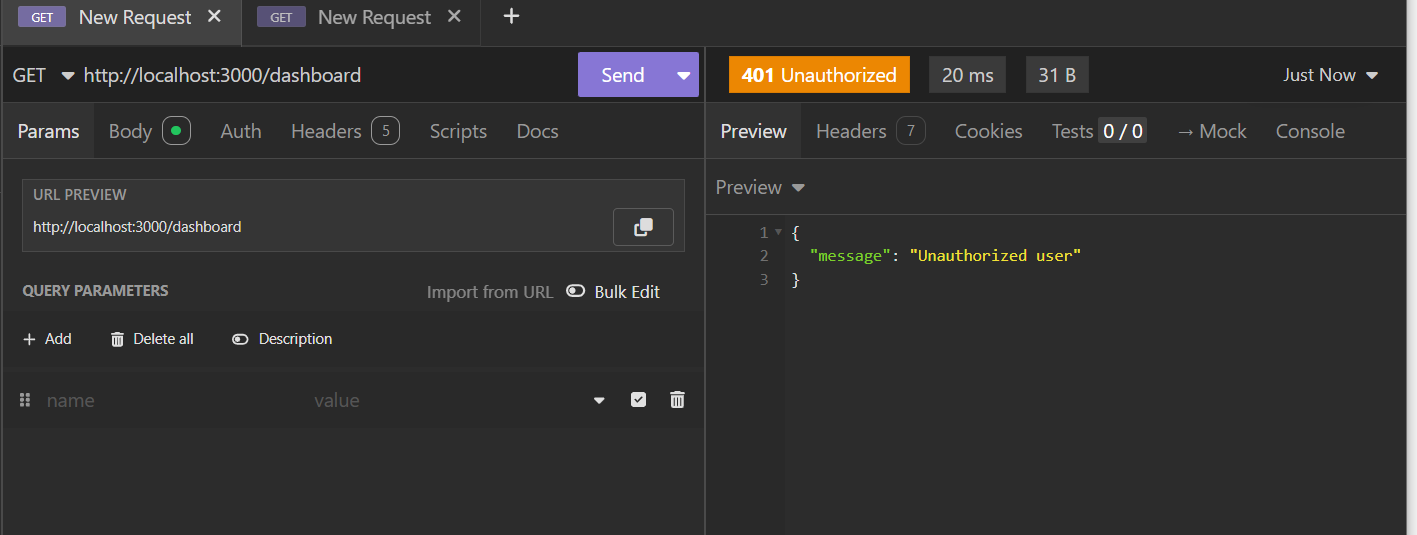 GET New Request GET New Request
GET http://localhost:3000/dashboard Send 401 Unauthorized 20 ms 31 B Just Now
Params Body Auth Headers 5 Scripts Docs Preview Headers 7 Cookies Tests 0 / 0 → Mock Console
Preview
URL PREVIEW
http://localhost:3000/dashboard
1 {
2 "message": "Unauthorized user"
3 }
QUERY PARAMETERS Import from URL Bulk Edit
Add Delete all Description
name value